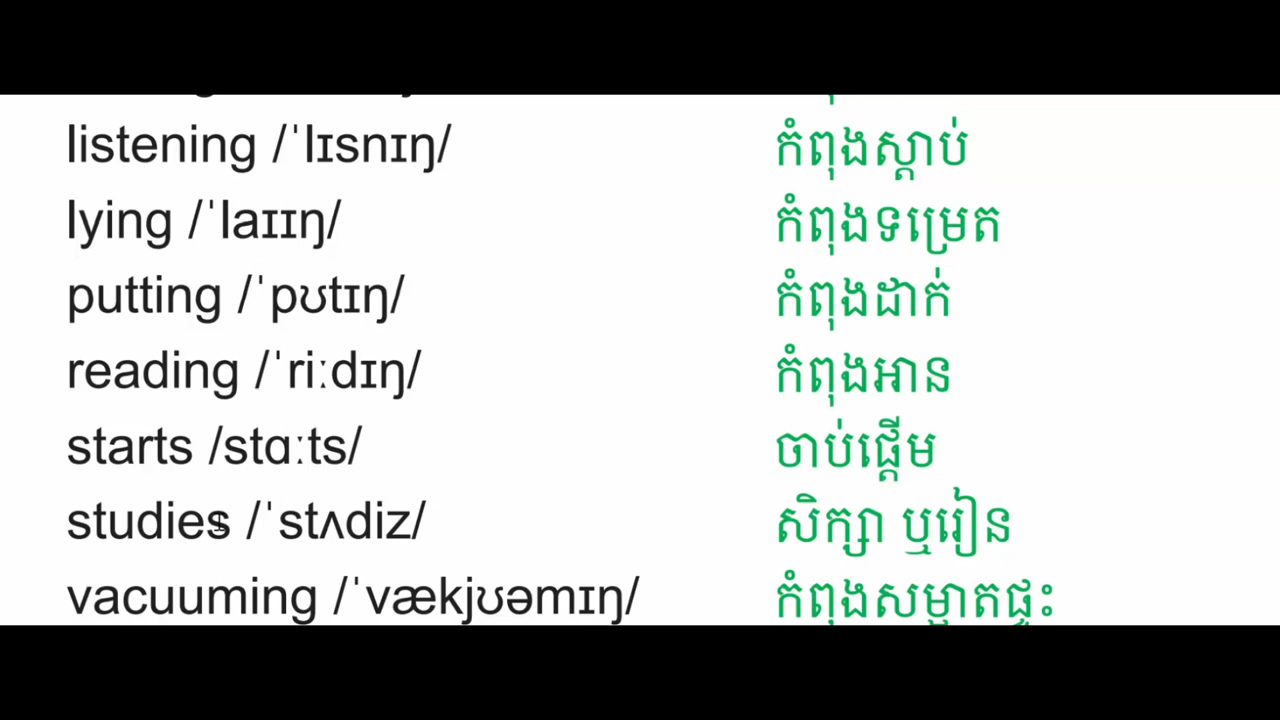 listening /ˈlɪsnɪŋ/ កំពុងស្តាប់
lying /ˈlaɪɪŋ/ កំពុងទម្រេត
putting /ˈpʊtɪŋ/ កំពុងដាក់
reading /ˈriːdɪŋ/ កំពុងអាន
starts /stɑːts/ ចាប់ផ្តើម
studies /ˈstʌdiz/ សិក្សា ឬរៀន
vacuuming /ˈvækjʊəmɪŋ/ កំពុងសម្អាតផ្ទះ